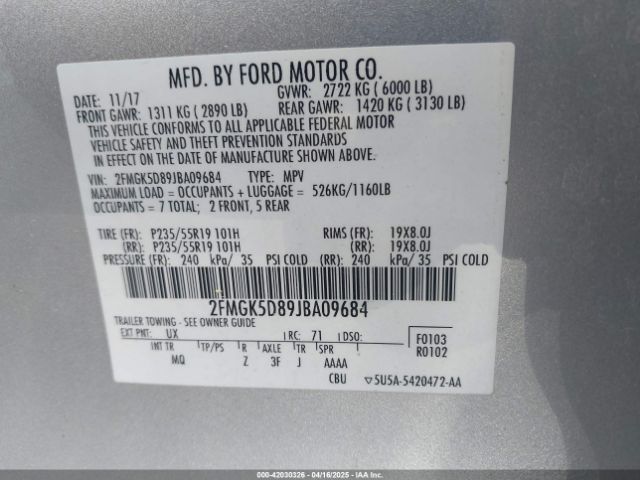 MFD. BY FORD MOTOR CO.
DATE: 11/17 GVWR: 2722 KG ( 6000 LB)
FRONT GAWR: 1311 KG ( 2890 LB) REAR GAWR: 1420 KG ( 3130 LB)
THIS VEHICLE CONFORMS TO ALL APPLICABLE FEDERAL MOTOR
VEHICLE SAFETY AND THEFT PREVENTION STANDARDS
IN EFFECT ON THE DATE OF MANUFACTURE SHOWN ABOVE.
VIN: 2FMGK5D89JBA09684 TYPE: MPV
MAXIMUM LOAD = OCCUPANTS + LUGGAGE = 526KG/1160LB
OCCUPANTS = 7 TOTAL; 2 FRONT, 5 REAR
TIRE (FR): P235/55R19 101H RIMS (FR): 19X8.0J
(RR): P235/55R19 101H (RR): 19X8.0J
PRESSURE (FR): 240 kPa/ 35 PSI COLD (RR): 240 kPa/ 35 PSI COLD
2FMGK5D89JBA09684
TRAILER TOWING - SEE OWNER GUIDE
EXT PNT: UX RC: 71 DSO: F0103
INT TR TP/PS R AXLE TR SPR R0102
MQ Z 3F J AAAA
CBU ▽5U5A-5420472-AA
000-42030326 - 04/16/2025 - IAAI.COM